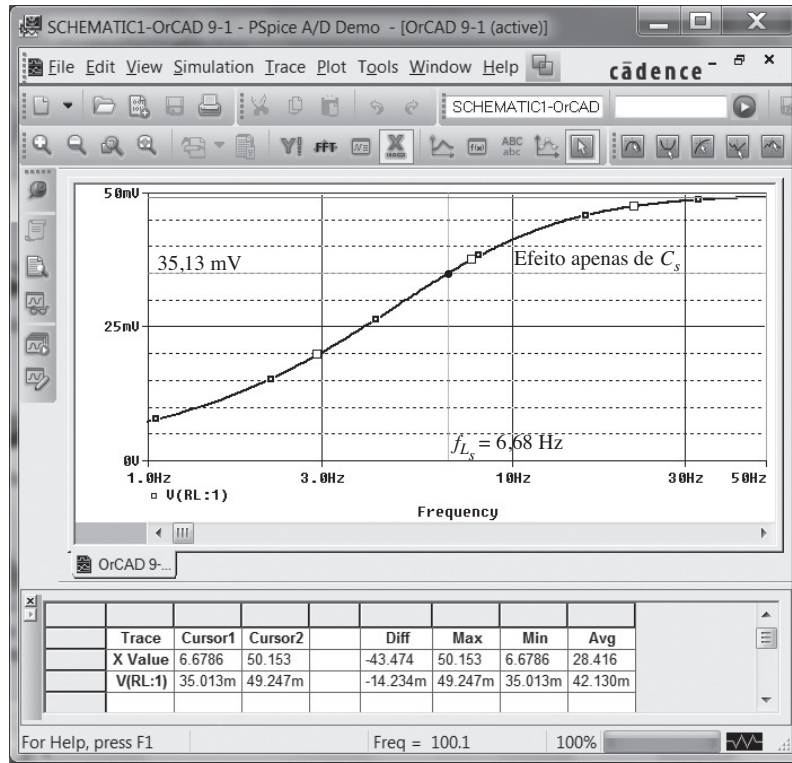 SCHEMATIC1-OrCAD 9-1 - PSpice A/D Demo - [OrCAD 9-1 (active)]
File Edit View Simulation Trace Plot Tools Window Help
cādence
SCHEMATIC1-OrCAD
FFT
f(x)
ABC
abc
50mV
35,13 mV
Efeito apenas de Cs
25mV
fLs = 6,68 Hz
0V
1.0Hz 3.0Hz 10Hz 30Hz 50Hz
V(RL:1)
Frequency
OrCAD 9-...
Trace Cursor1 Cursor2 Diff Max Min Avg
X Value 6.6786 50.153 -43.474 50.153 6.6786 28.416
V(RL:1) 35.013m 49.247m -14.234m 49.247m 35.013m 42.130m
For Help, press F1 Freq = 100.1 100%